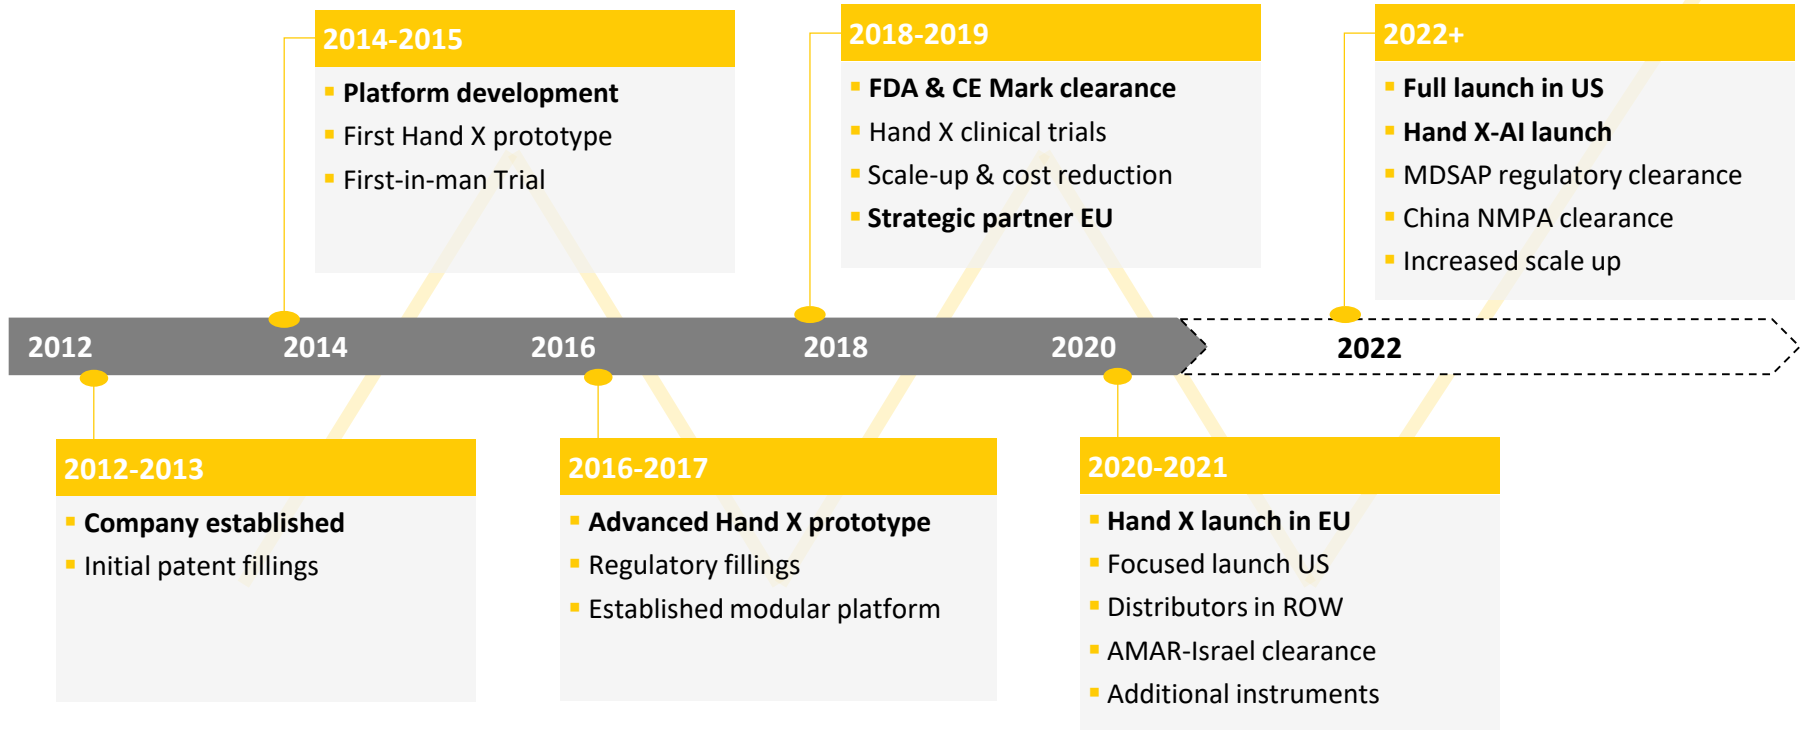 2014-2015
Platform development
First Hand X prototype
First-in-man Trial
2018-2019
FDA & CE Mark clearance
Hand X clinical trials
Scale-up & cost reduction
Strategic partner EU
2022+
Full launch in US
Hand X-AI launch
MDSAP regulatory clearance
China NMPA clearance
Increased scale up
2012 2014 2016 2018 2020 2022
2012-2013
Company established
Initial patent fillings
2016-2017
Advanced Hand X prototype
Regulatory fillings
Established modular platform
2020-2021
Hand X launch in EU
Focused launch US
Distributors in ROW
AMAR-Israel clearance
Additional instruments